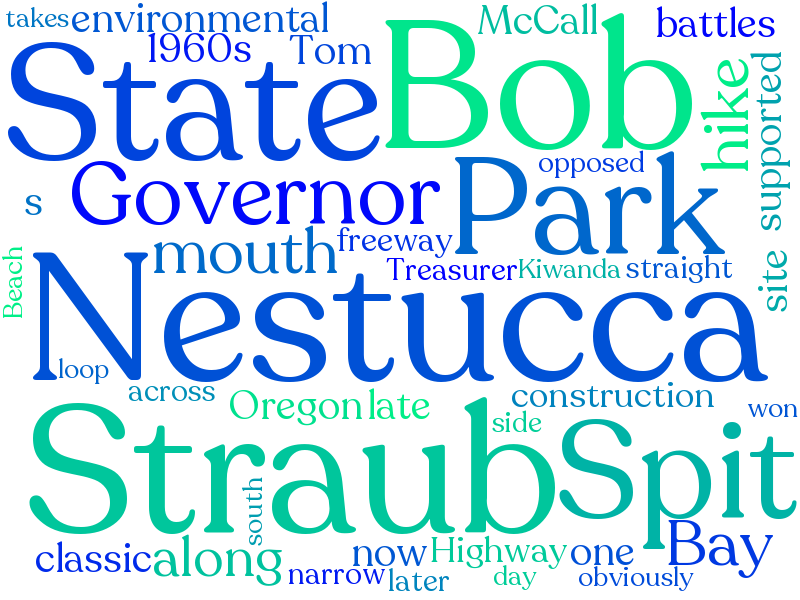 takes environmental McCall battles
1960s Tom
State Bob
hike
supported
opposed
s Governor Park
mouth freeway
Treasurer Kiwanda straight
site
Beach
Nestucca
loop across Oregon late construction won
side
Straub Spit
south
classic along now Highway one Bay
narrow later day obviously